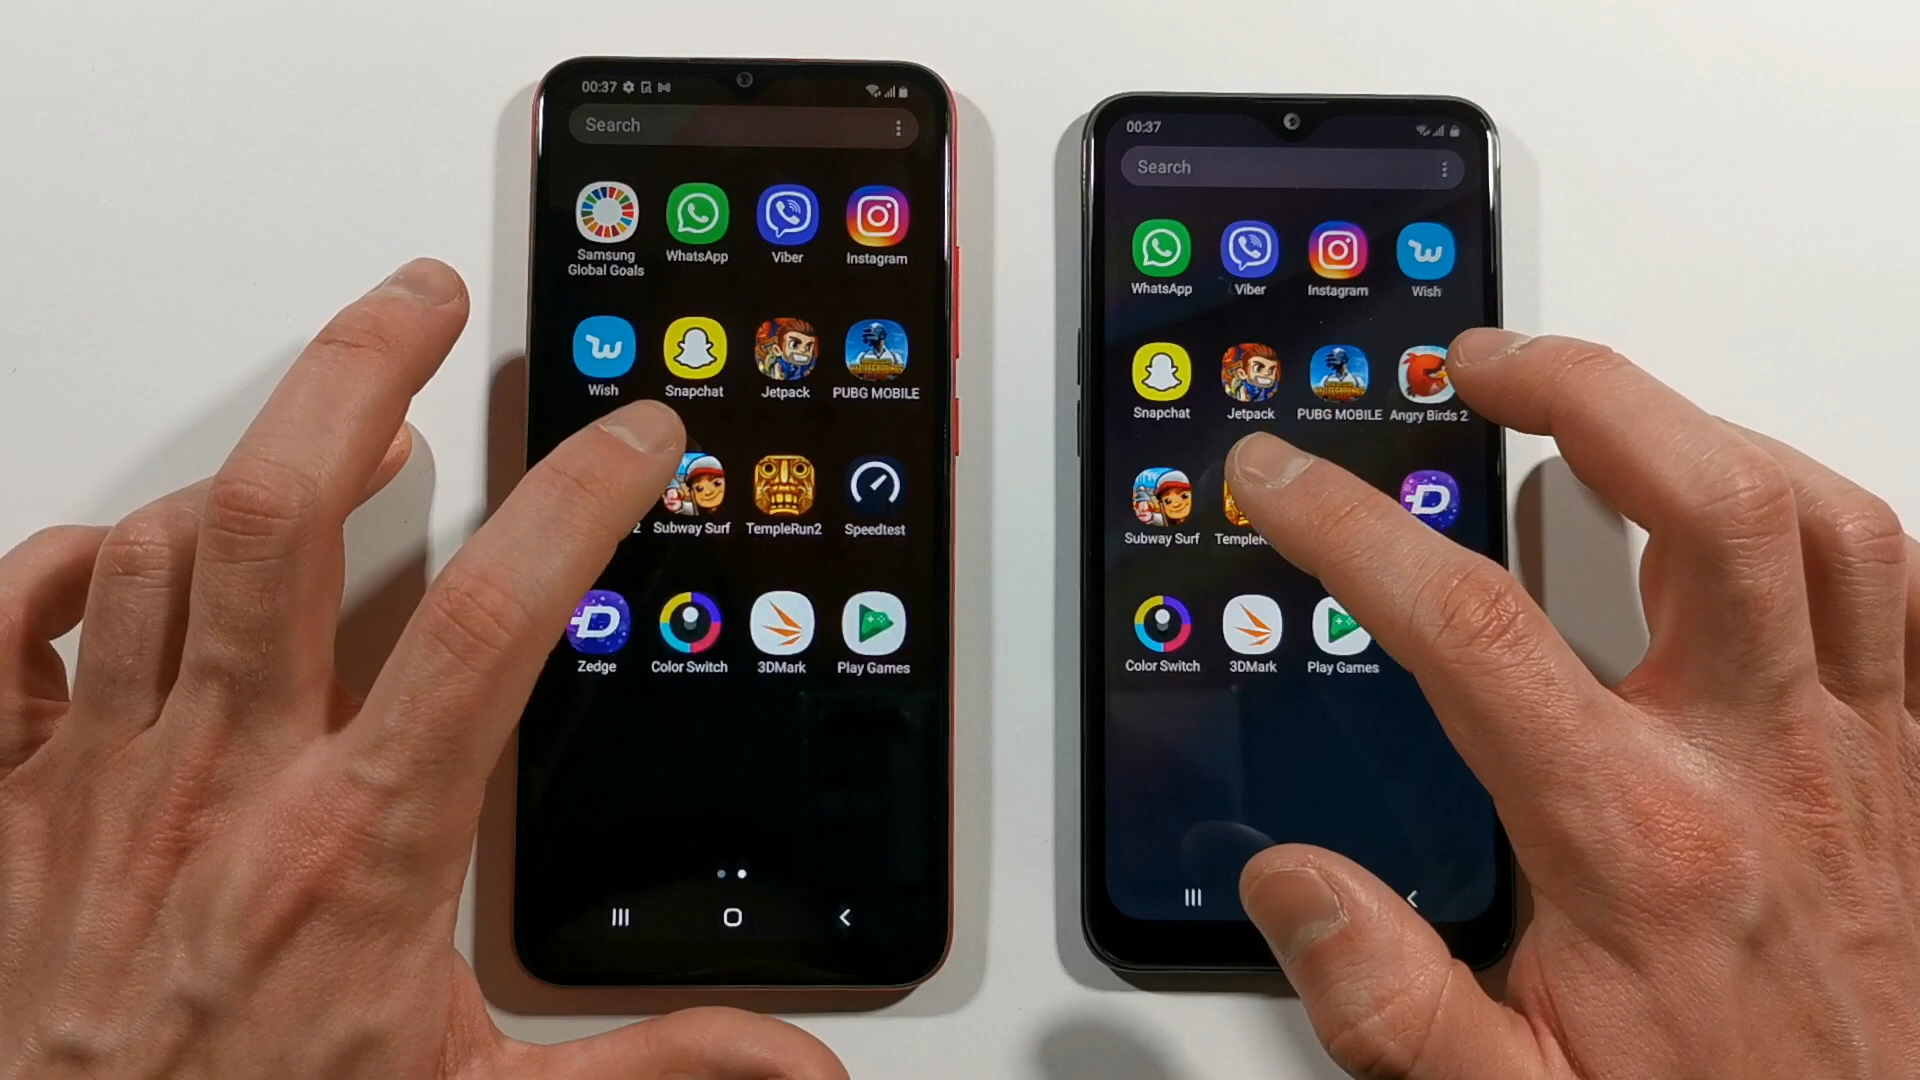 00:37
Search
Samsung
Global Goals
WhatsApp
Viber
Instagram
Wish
Snapchat
Jetpack
PUBG MOBILE
2
Subway Surf
TempleRun2
Speedtest
Zedge
Color Switch
3DMark
Play Games
00:37
Search
WhatsApp
Viber
Instagram
Wish
Snapchat
Jetpack
PUBG MOBILE
Angry Birds 2
Subway Surf
Color Switch
3DMark
Play Games